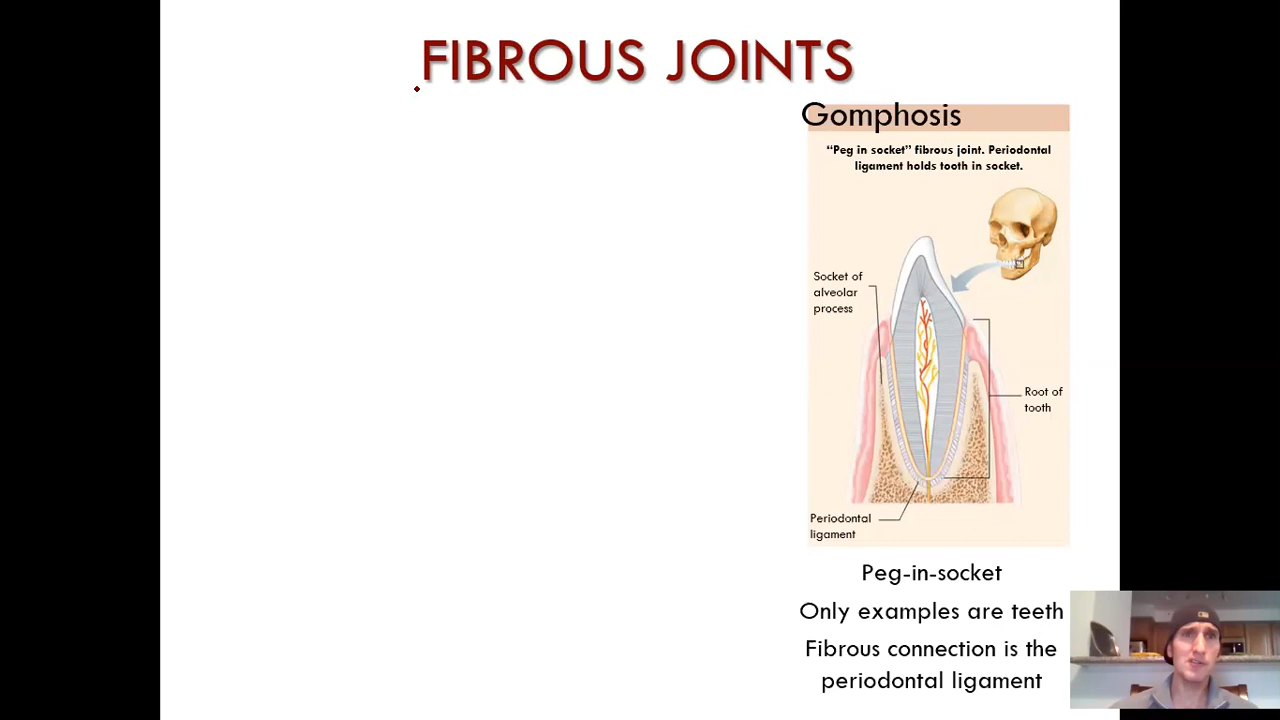 FIBROUS JOINTS
Gomphosis
“Peg in socket” fibrous joint. Periodontal
ligament holds tooth in socket.
Socket of
alveolar
process
Root of
tooth
Periodontal
ligament
Peg-in-socket
Only examples are teeth
Fibrous connection is the
periodontal ligament